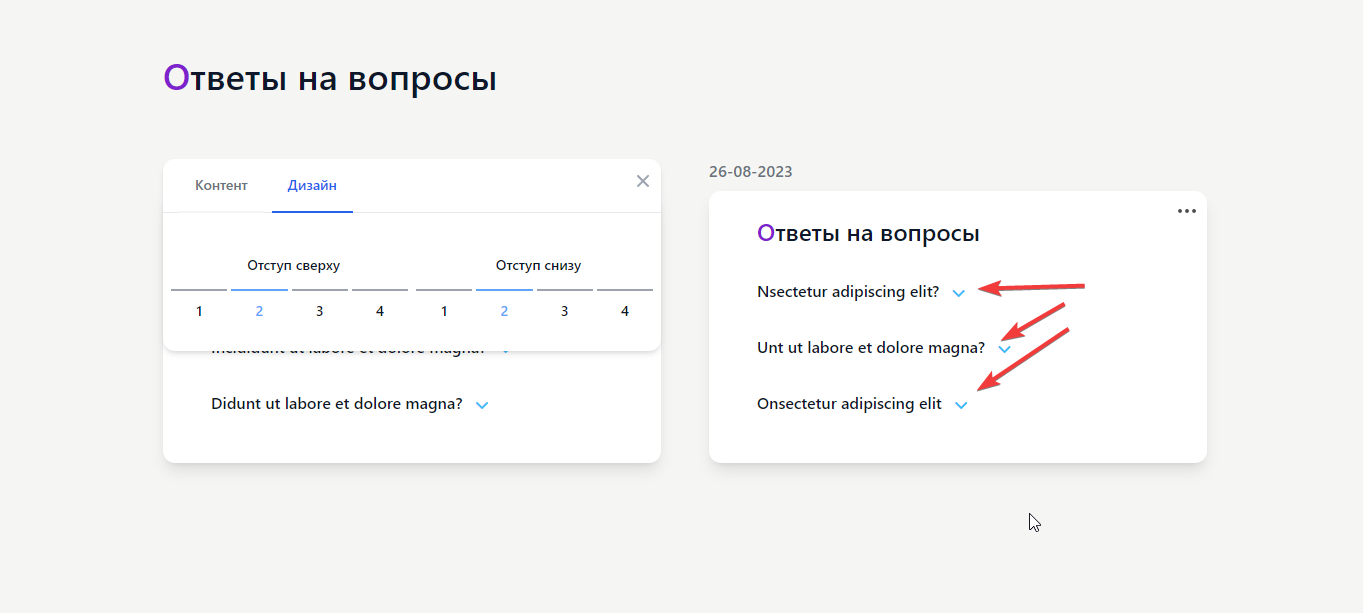 Ответы на вопросы
Контент
Дизайн
Отступ сверху
1 2 3 4
Отступ снизу
1 2 3 4
Incididunt ut labore et dolore magna?
Didunt ut labore et dolore magna?
26-08-2023
Ответы на вопросы
Nsectetur adipiscing elit?
Unt ut labore et dolore magna?
Onsectetur adipiscing elit